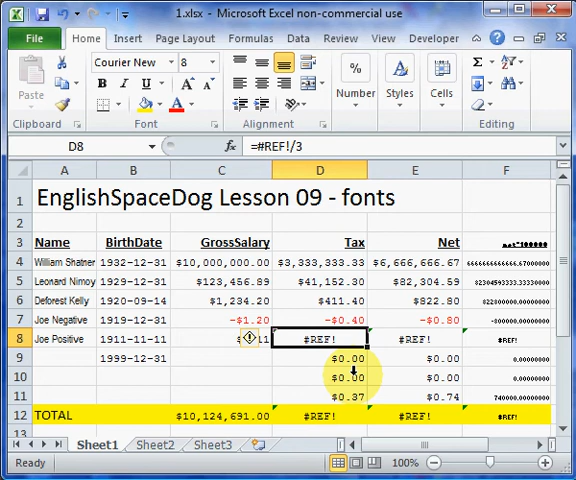 1.xlsx - Microsoft Excel non-commercial use
File Home Insert Page Layout Formulas Data Review View Developer Add-Ins
Paste Courier New 8 Number Styles Cells
B I U
A
Clipboard Font Alignment Editing
D8 fx =#REF!/3
A B C D E F
1 EnglishSpaceDog Lesson 09 - fonts
2
3 Name BirthDate GrossSalary Tax Net net*100000
4 William Shatner 1932-12-31 $10,000,000.00 $3,333,333.33 $6,666,666.67
5 Leonard Nimoy 1919-12-31 $123,456.89 $41,152.30 $82,304.59
6 Deforest Kelly 1920-09-14 $1,234.20 $411.40 $822.80
7 Joe Negative 1919-12-31 -$1.20 -$0.40 -$0.80
8 Joe Positive 1911-11-11 #REF! #REF! #REF!
9 1999-12-31 $0.00 $0.00 0.0000000
10 $0.00 $0.00 0.0000000
11 $0.37 $0.74 740000.0000000
12 TOTAL $10,124,691.00 #REF! #REF! #REF!
13
Sheet1 Sheet2 Sheet3
Ready 100%